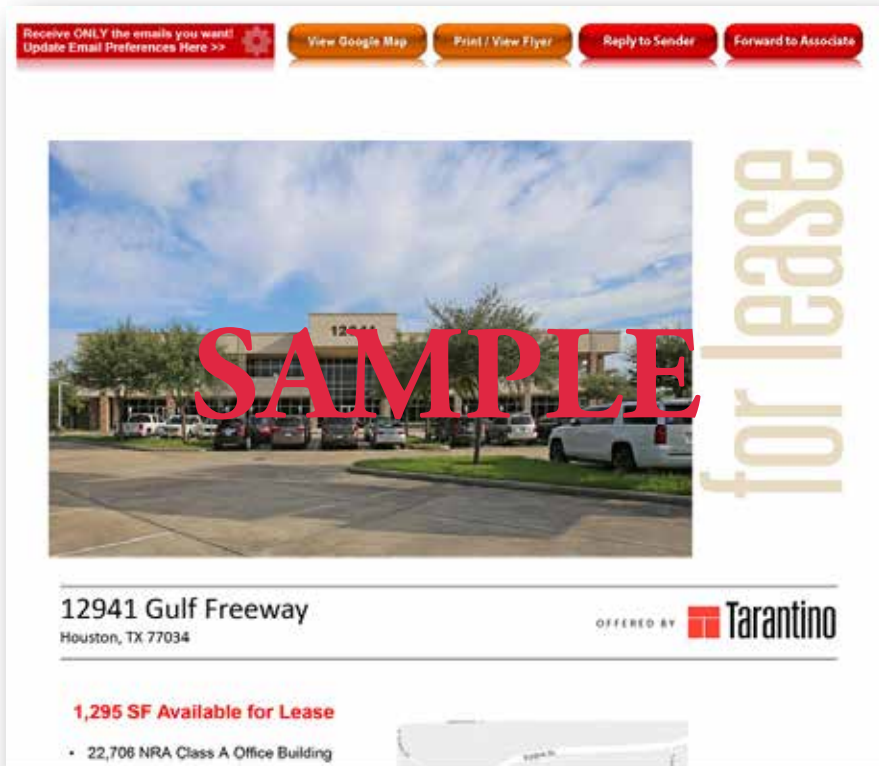 Receive ONLY the emails you want!
Update Email Preferences Here >>
View Google Map
Print / View Flyer
Reply to Sender
Forward to Associate
for lease
SAMPLE
12941 Gulf Freeway
Houston, TX 77034
OFFERED BY
Tarantino
1,295 SF Available for Lease
• 22,706 NRA Class A Office Building